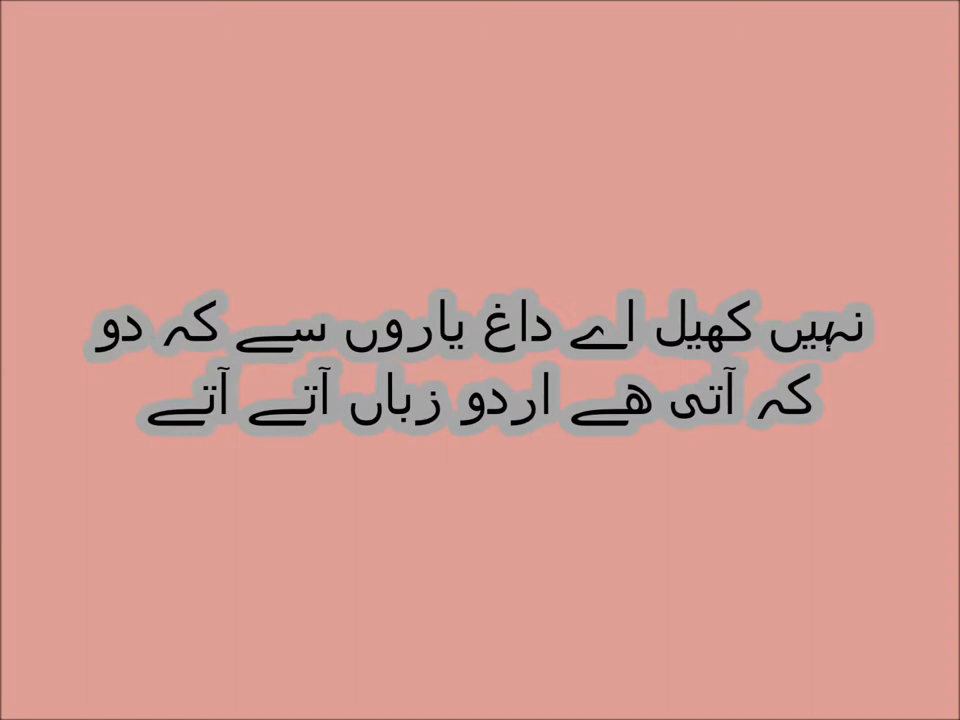 نہیں کھیل اے داغ یاروں سے کہ دو
کہ آتی ھے اردو زباں آتے آتے